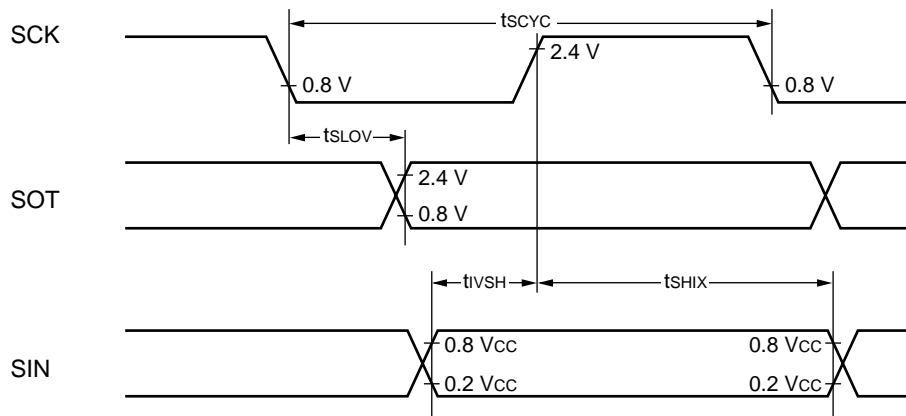 tSCYC
SCK
2.4 V
0.8 V
0.8 V
tSLOV
SOT
2.4 V
0.8 V
tIVSH
tSHIX
SIN
0.8 VCC
0.8 VCC
0.2 VCC
0.2 VCC